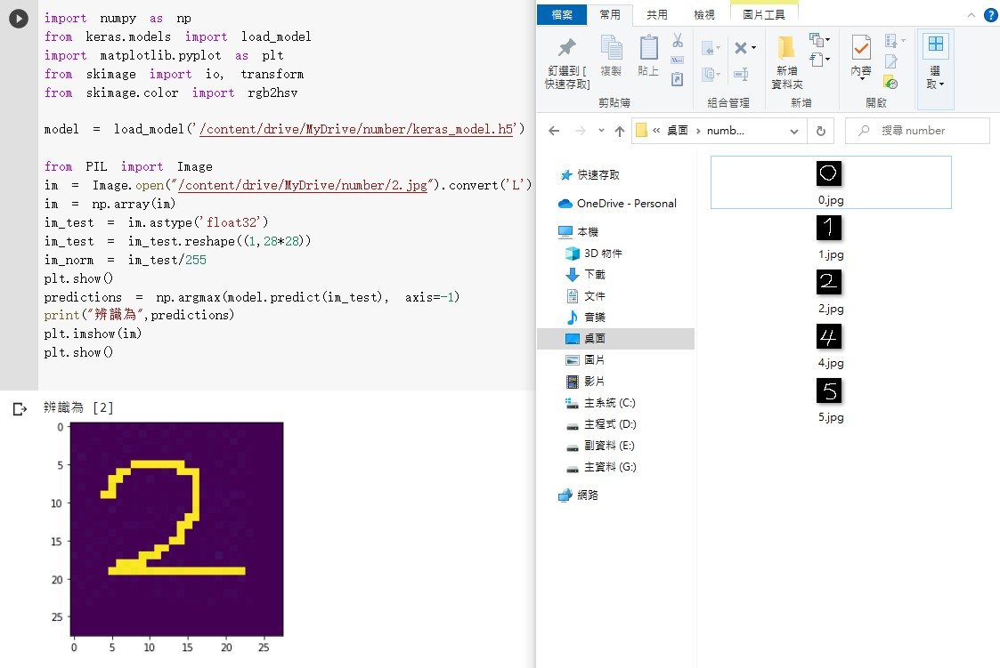 import numpy as np
from keras.models import load_model
import matplotlib.pyplot as plt
from skimage import io, transform
from skimage.color import rgb2hsv
model = load_model('/content/drive/MyDrive/number/keras_model.h5')
from PIL import Image
im = Image.open("/content/drive/MyDrive/number/2.jpg").convert('L')
im = np.array(im)
im_test = im.astype('float32')
im_test = im_test.reshape((1,28*28))
im_norm = im_test/255
plt.show()
predictions = np.argmax(model.predict(im_test), axis=-1)
print("辨識為",predictions)
plt.imshow(im)
plt.show()
辨識為 [2]
0
5
10
15
20
25
0 5 10 15 20 25
2
檔案 常用 共用 檢視 圖片工具
釘選到 [
快速存取]
複製
貼上
剪貼簿
組合管理
新增
資料夾
新增
內容
開啟
選
取
« 桌面 › numb...
搜尋 number
快速存取
OneDrive - Personal
本機
3D 物件
下載
文件
音樂
桌面
圖片
影片
主系統 (C:)
主程式 (D:)
副資料 (E:)
主資料 (G:)
網路
0
0.jpg
1
1.jpg
2
2.jpg
4
4.jpg
5
5.jpg